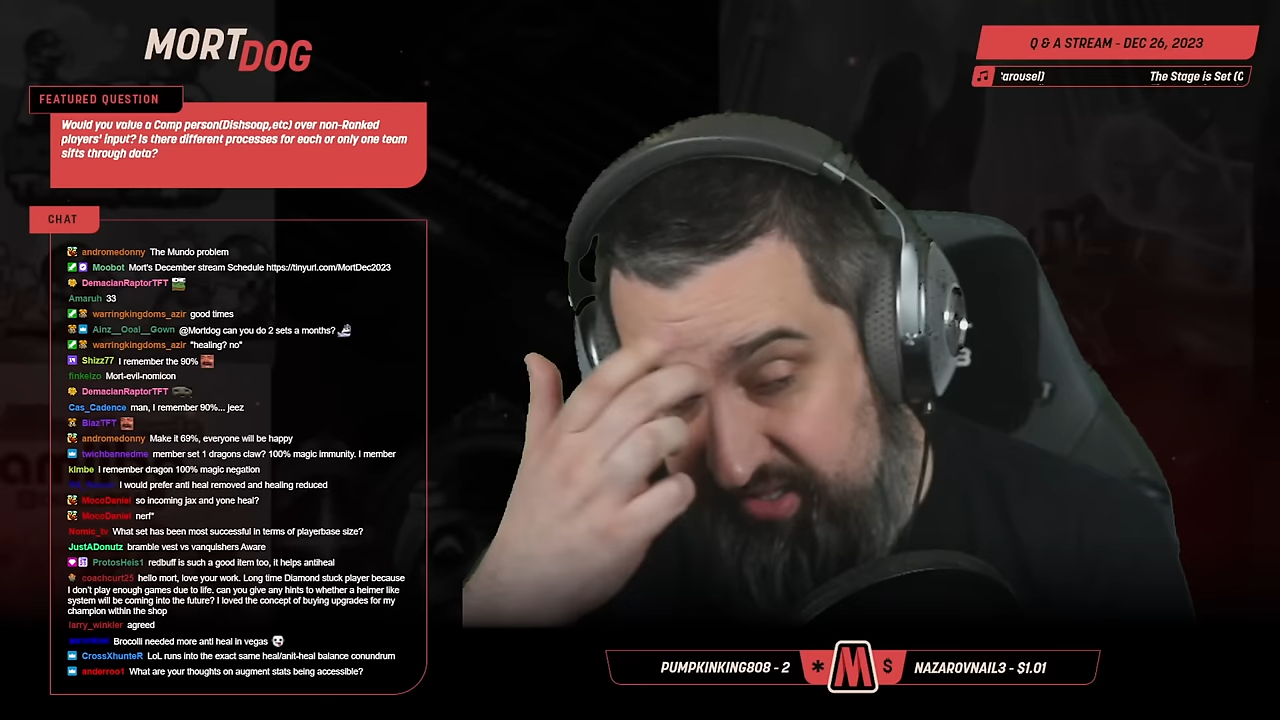 MORTDOG
Q & A STREAM - DEC 26, 2023
'arousel)
The Stage is Set (C
FEATURED QUESTION
Would you value a Comp person(Dishsoap,etc) over non-Ranked
players' input? Is there different processes for each or only one team
sifts through data?
CHAT
andromedonny The Mundo problem
Moobot Mort's December stream Schedule https://tinyurl.com/MortDec2023
DemacianRaptorTFT
Amaruh 33
warringkingdoms_azir good times
Ainz__Ooal__Gown @Mortdog can you do 2 sets a months?
warringkingdoms_azir "healing? no"
Shizz77 I remember the 90%
finkelzo Mort-evil-nomicon
DemacianRaptorTFT
Cas_Cadence man, I remember 90%... jeez
BlazTFT
andromedonny Make it 69%, everyone will be happy
twichbannedme member set 1 dragons claw? 100% magic immunity. I member
kimbe I remember dragon 100% magic negation
I would prefer anti heal removed and healing reduced
MocoDaniel so incoming jax and yone heal?
MocoDaniel nerf*
Nomic_tv What set has been most successful in terms of playerbase size?
JustADonutz bramble vest vs vanquishers Aware
ProtosHeis1 redbuff is such a good item too, it helps antiheal
coachcurt25 hello mort, love your work. Long time Diamond stuck player because
I don't play enough games due to life. can you give any hints to whether a heimer like
system will be coming into the future? I loved the concept of buying upgrades for my
champion within the shop
larry_winkler agreed
Brocolli needed more anti heal in vegas
CrossXhunteR LoL runs into the exact same heal/anit-heal balance conundrum
anderroo1 What are your thoughts on augment stats being accessible?
PUMPKINKING808 - 2
* M $
NAZAROVNAIL3 - $1.01